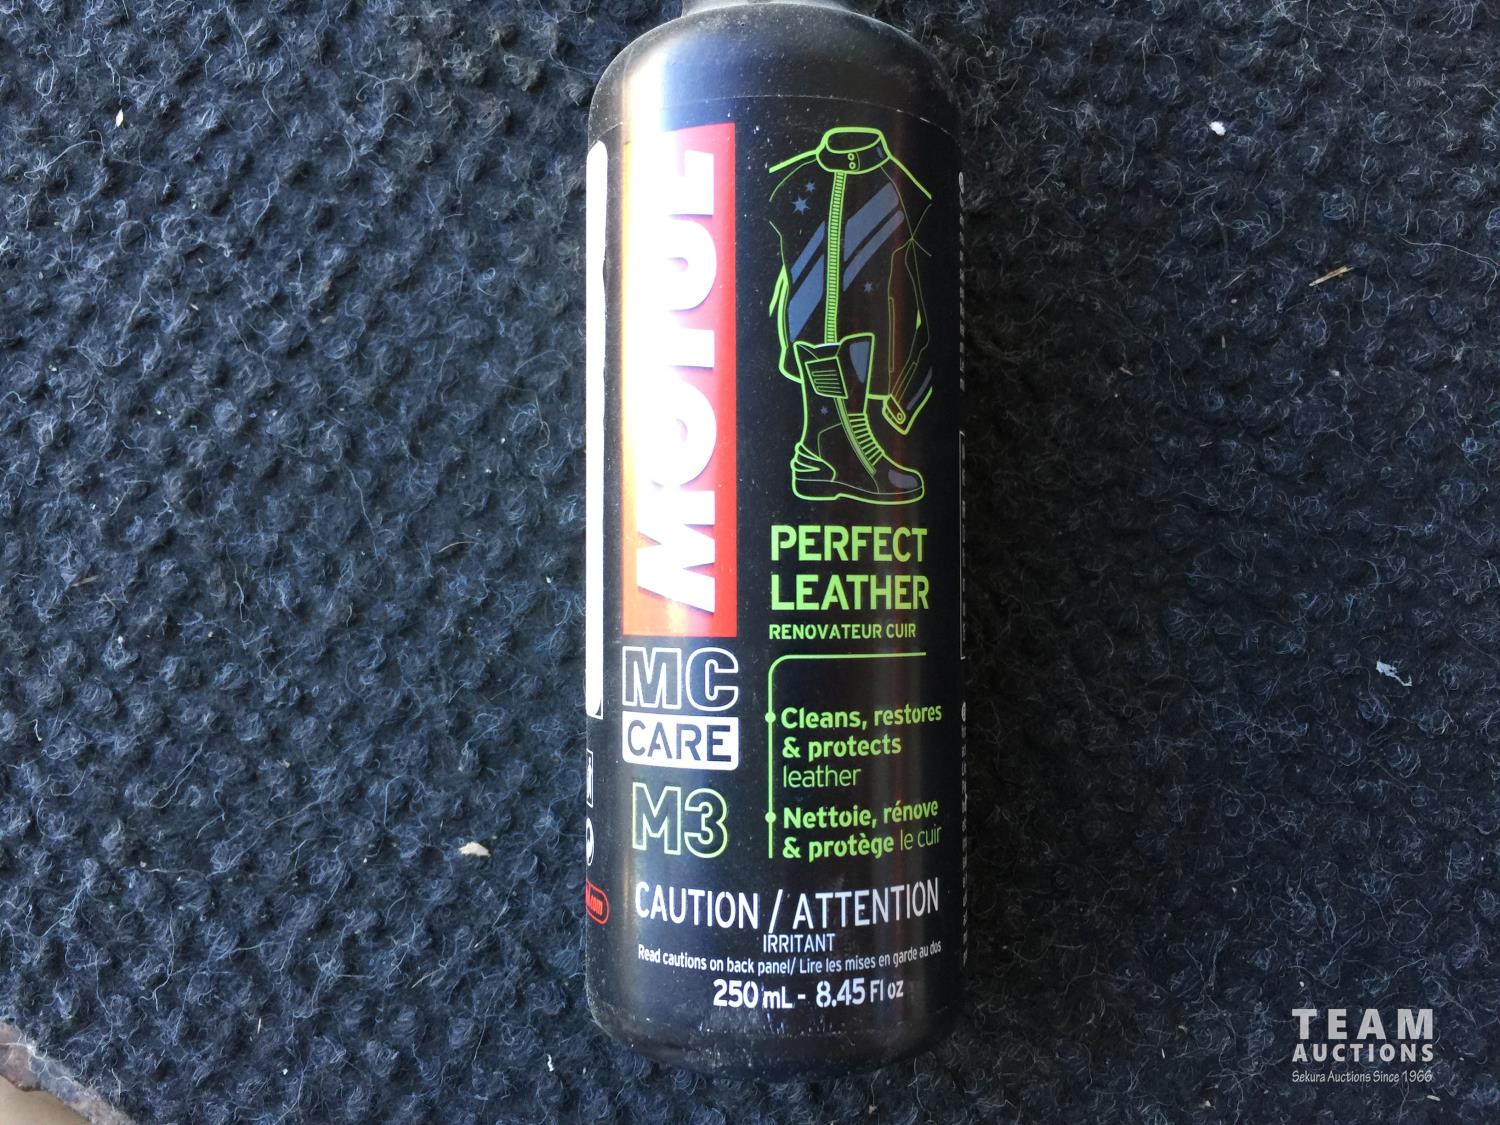 MOTUL
MC
CARE
M3
PERFECT
LEATHER
RENOVATEUR CUIR
Cleans, restores
& protects
leather
Nettoie, rénove
& protège le cuir
CAUTION / ATTENTION
IRRITANT
Read cautions on back panel/ Lire les mises en garde au dos
250 mL - 8.45 Fl oz
TEAM
AUCTIONS
Sekura Auctions Since 1966